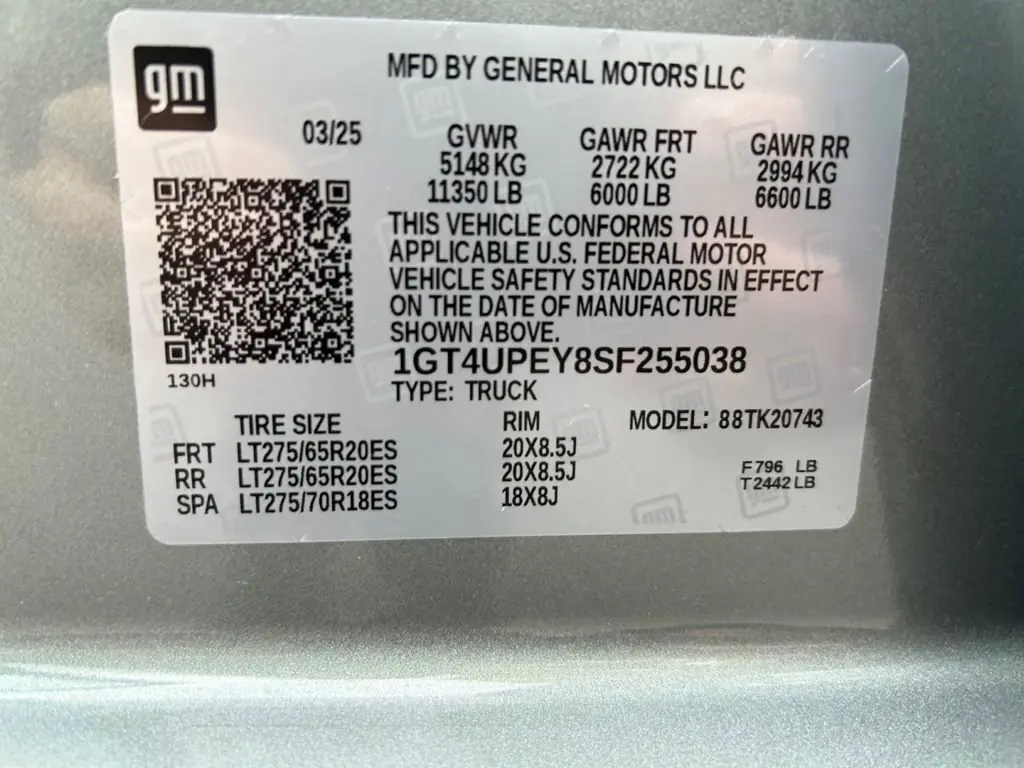 gm
MFD BY GENERAL MOTORS LLC
03/25 GVWR GAWR FRT GAWR RR
5148 KG 2722 KG 2994 KG
11350 LB 6000 LB 6600 LB
THIS VEHICLE CONFORMS TO ALL
APPLICABLE U.S. FEDERAL MOTOR
VEHICLE SAFETY STANDARDS IN EFFECT
ON THE DATE OF MANUFACTURE
SHOWN ABOVE.
130H
1GT4UPEY8SF255038
TYPE: TRUCK
TIRE SIZE RIM MODEL: 88TK20743
FRT LT275/65R20ES 20X8.5J
RR LT275/65R20ES 20X8.5J
SPA LT275/70R18ES 18X8J
F796 LB
T2442 LB